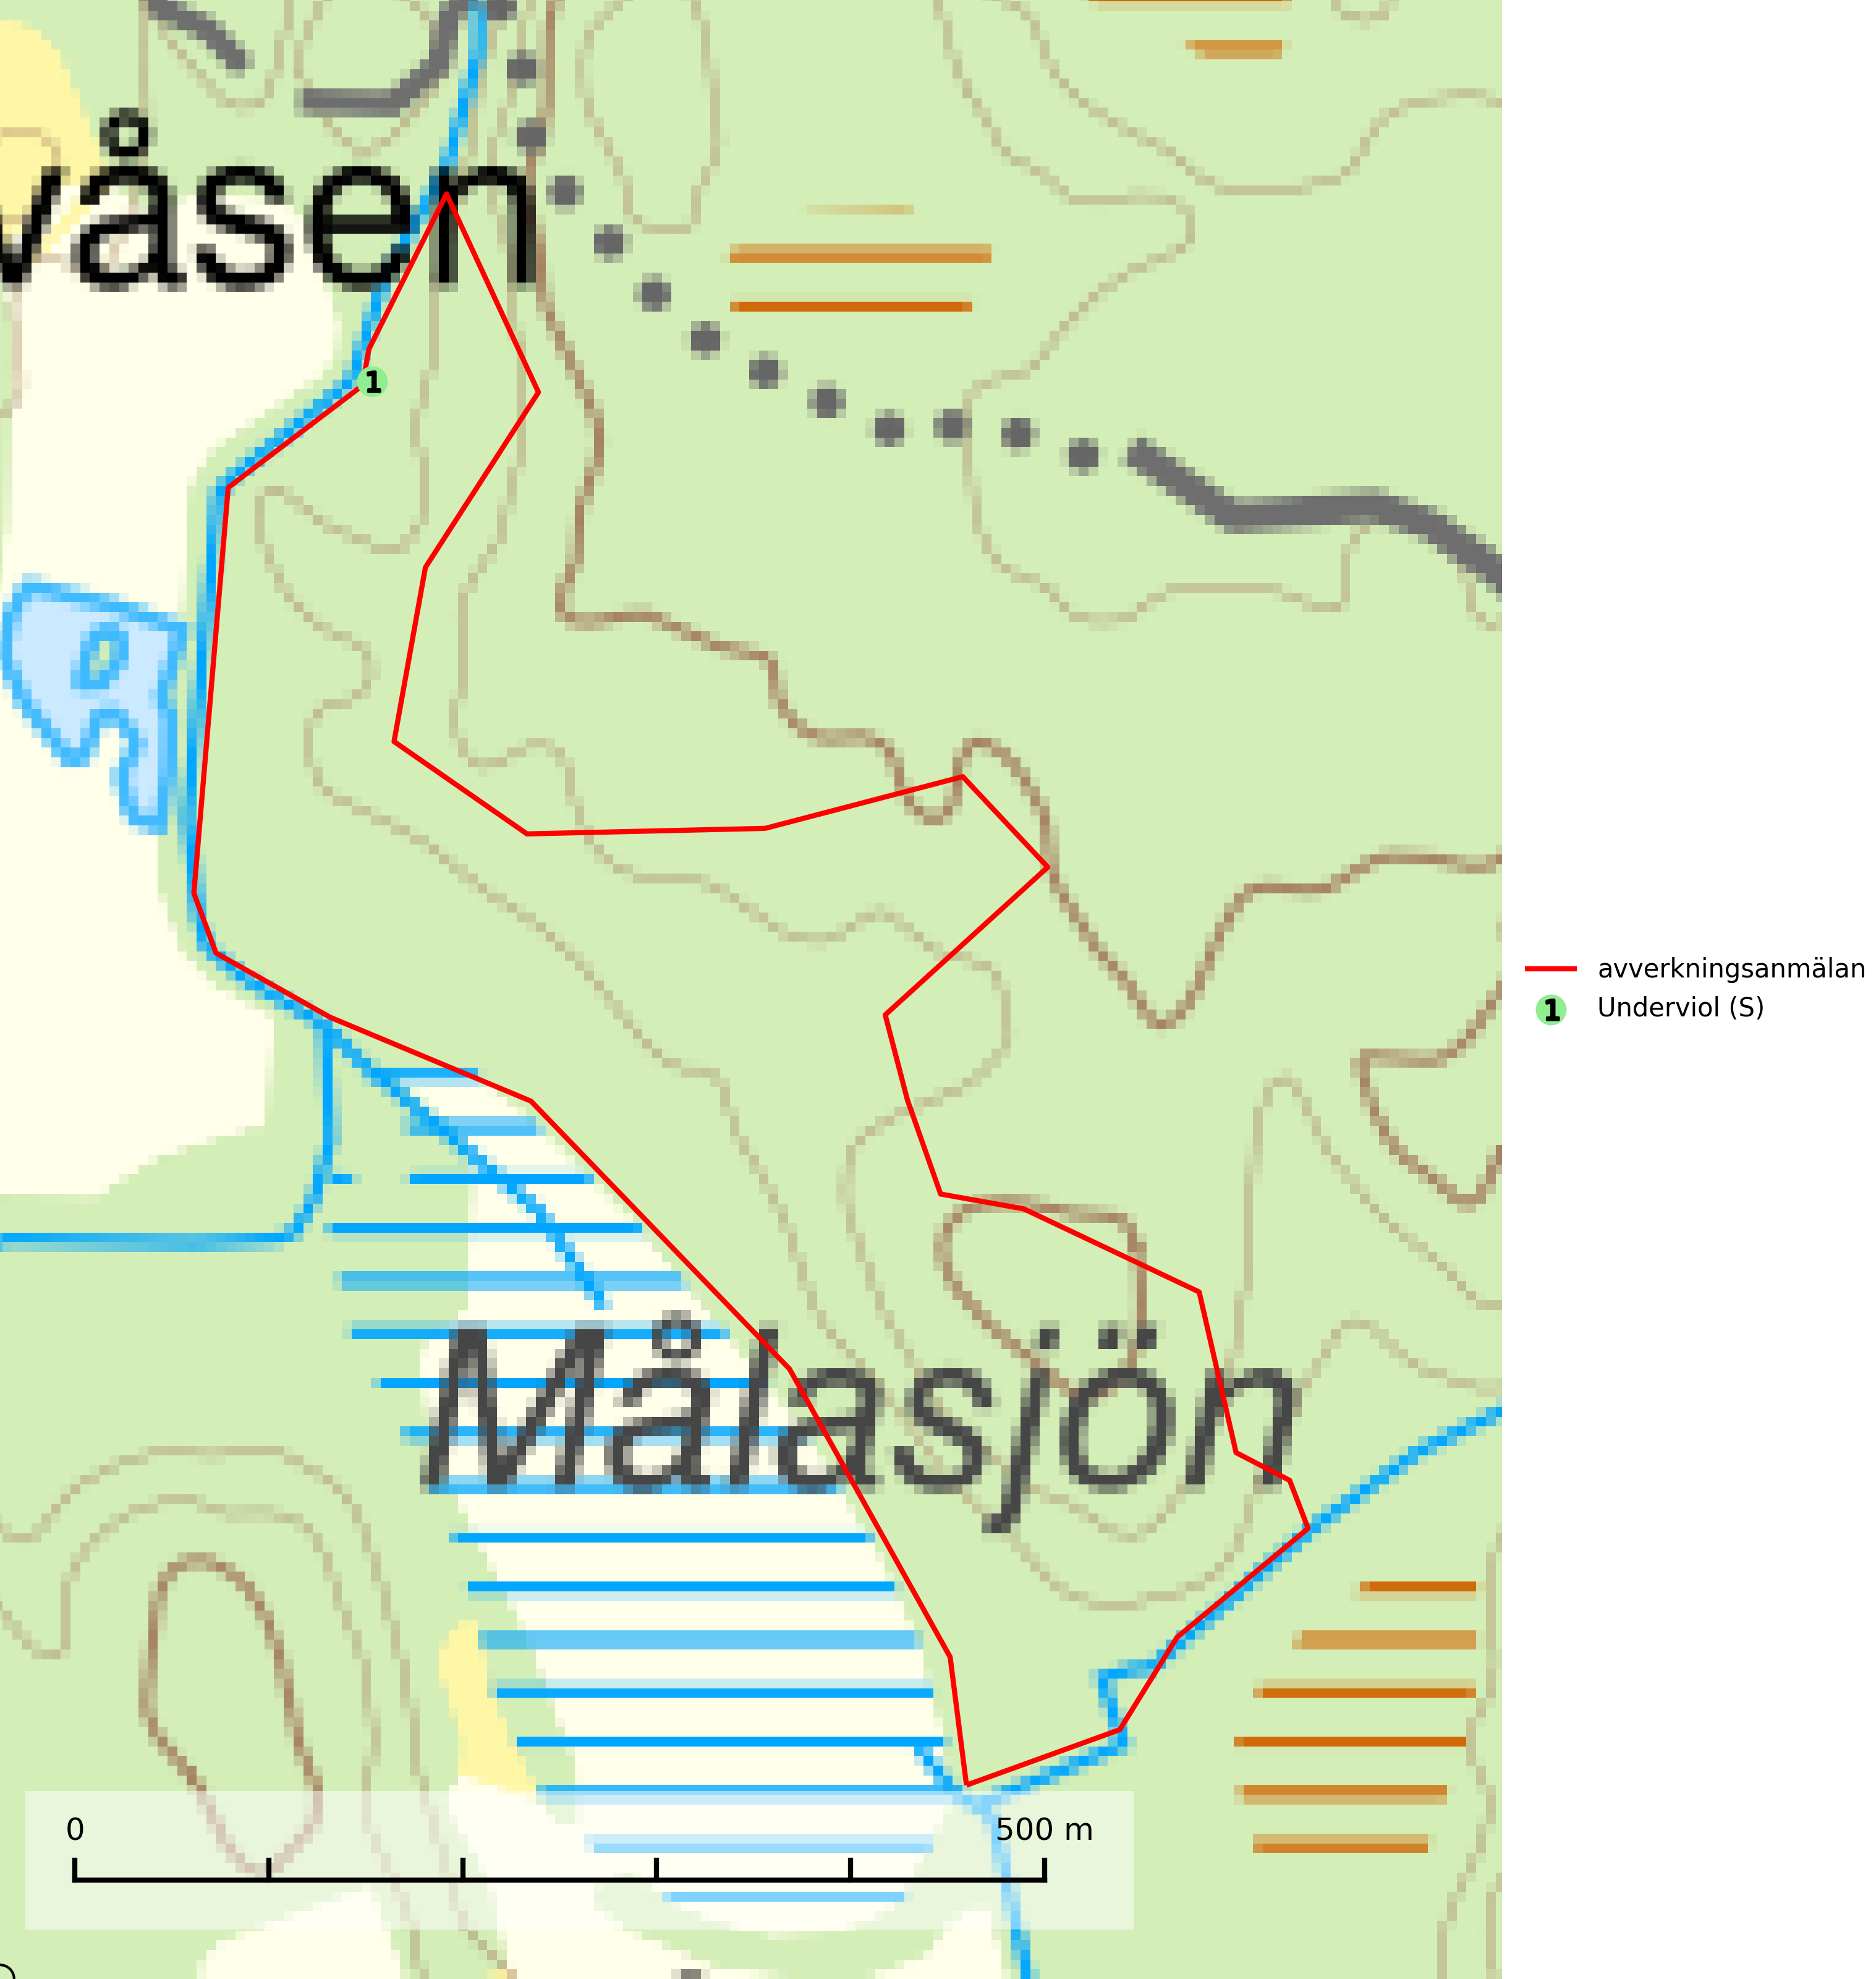 våsen
1
Målasjön
0 500 m
avverkningsanmälan
1 Underviol (S)